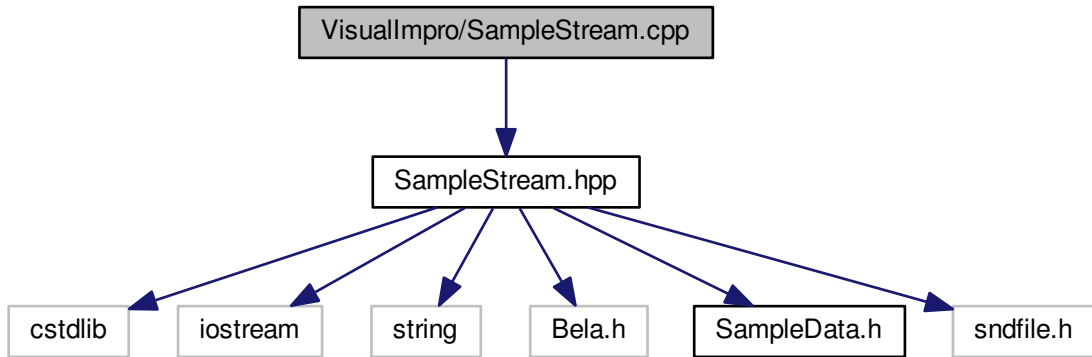 VisualImpro/SampleStream.cpp
SampleStream.hpp
cstdlib
iostream
string
Bela.h
SampleData.h
sndfile.h